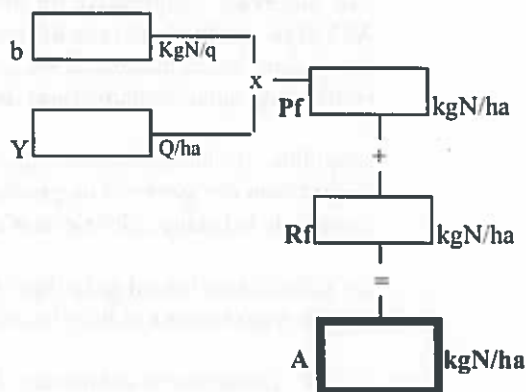 b KgN/q
x
Pf kgN/ha
Y Q/ha
+
Rf kgN/ha
=
A kgN/ha